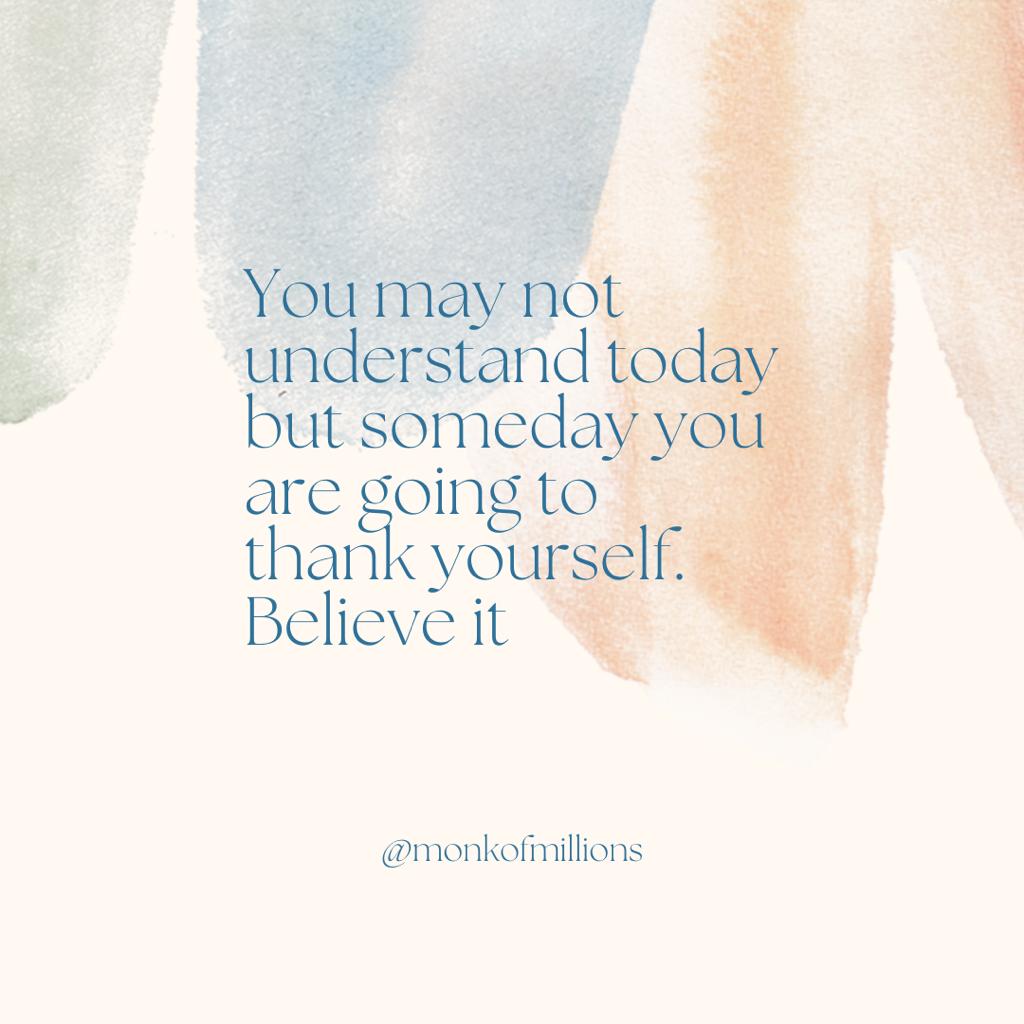 You may not
understand today
but someday you
are going to
thank yourself.
Believe it
@monkofmillions